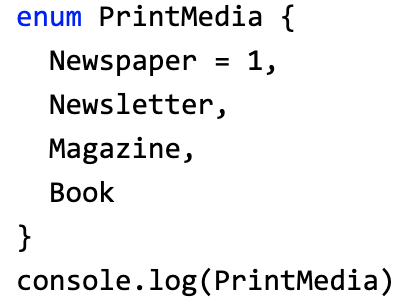 enum PrintMedia {
  Newspaper = 1,
  Newsletter,
  Magazine,
  Book
}
console.log(PrintMedia)